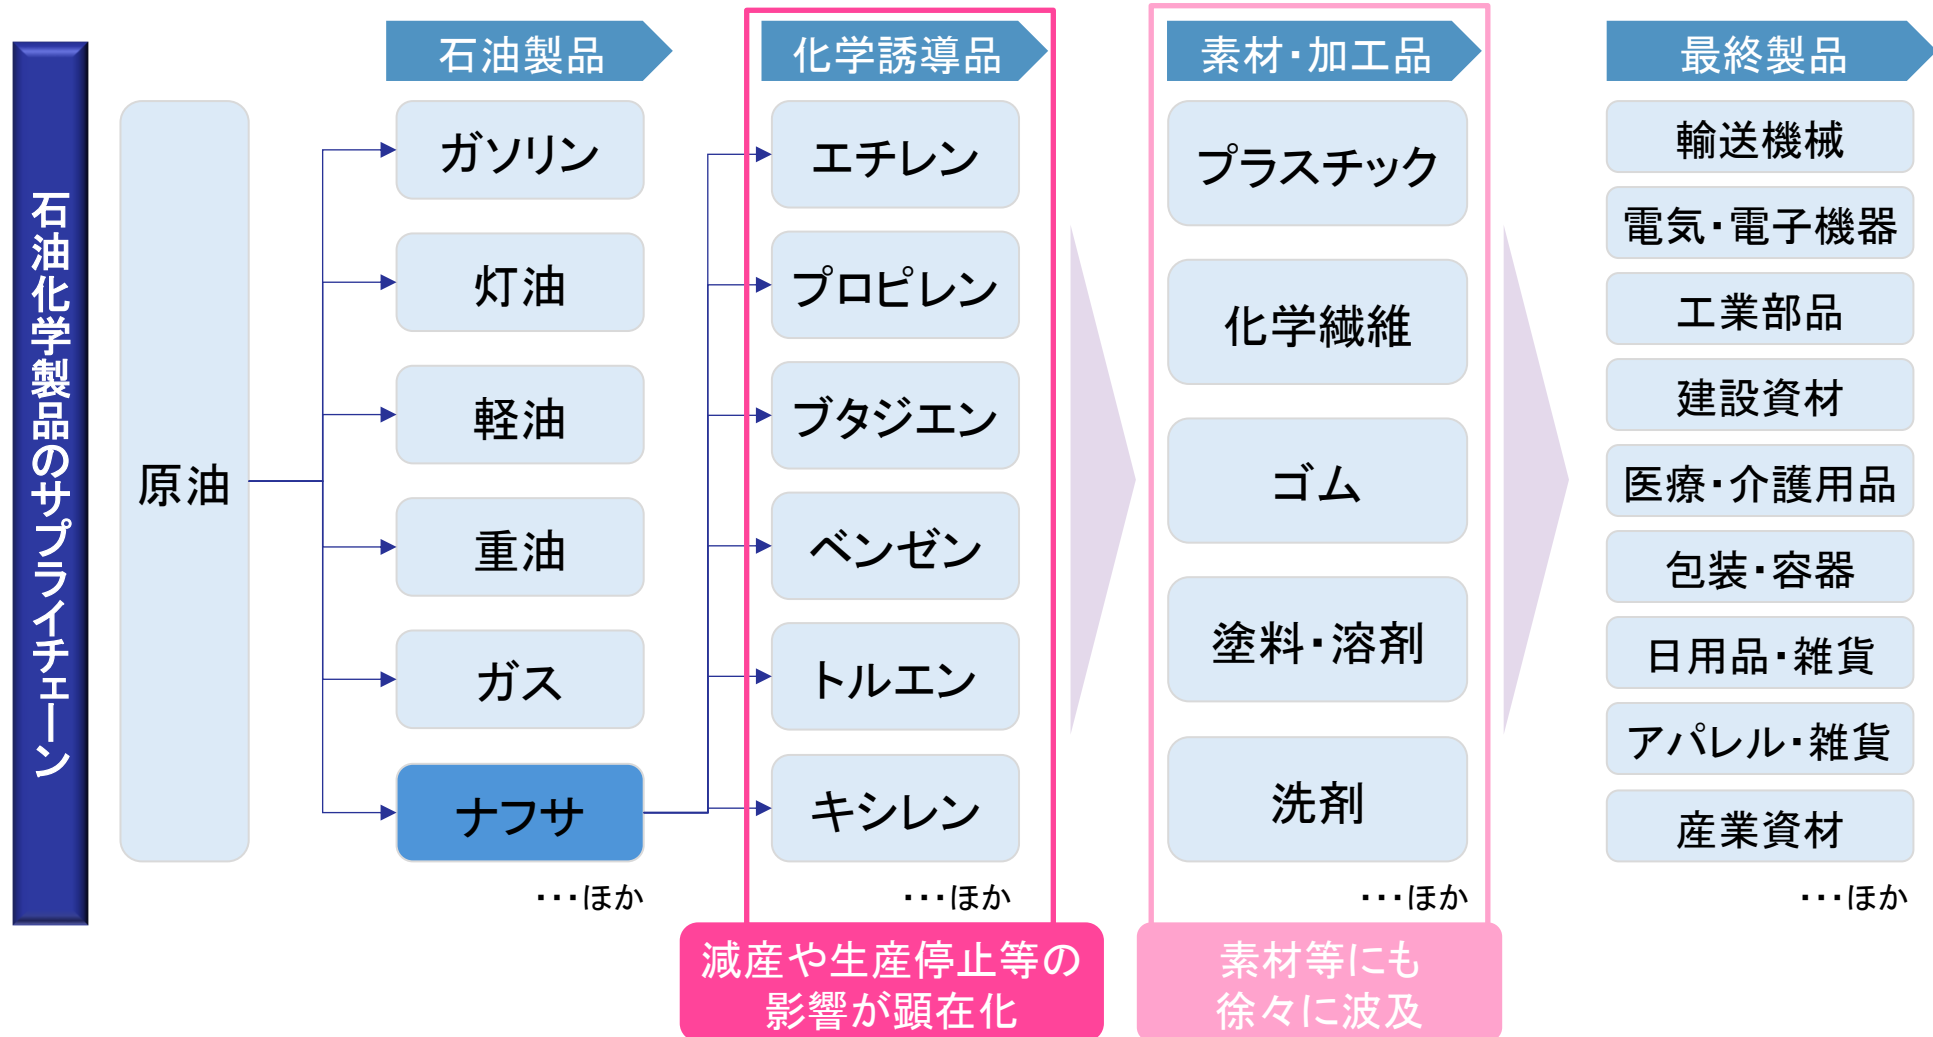 石油化学製品のサプライチェーン
原油
石油製品
ガソリン
灯油
軽油
重油
ガス
ナフサ
･･･ほか
化学誘導品
エチレン
プロピレン
ブタジエン
ベンゼン
トルエン
キシレン
･･･ほか
減産や生産停止等の
影響が顕在化
素材･加工品
プラスチック
化学繊維
ゴム
塗料･溶剤
洗剤
･･･ほか
素材等にも
徐々に波及
最終製品
輸送機械
電気･電子機器
工業部品
建設資材
医療･介護用品
包装･容器
日用品･雑貨
アパレル･雑貨
産業資材
･･･ほか